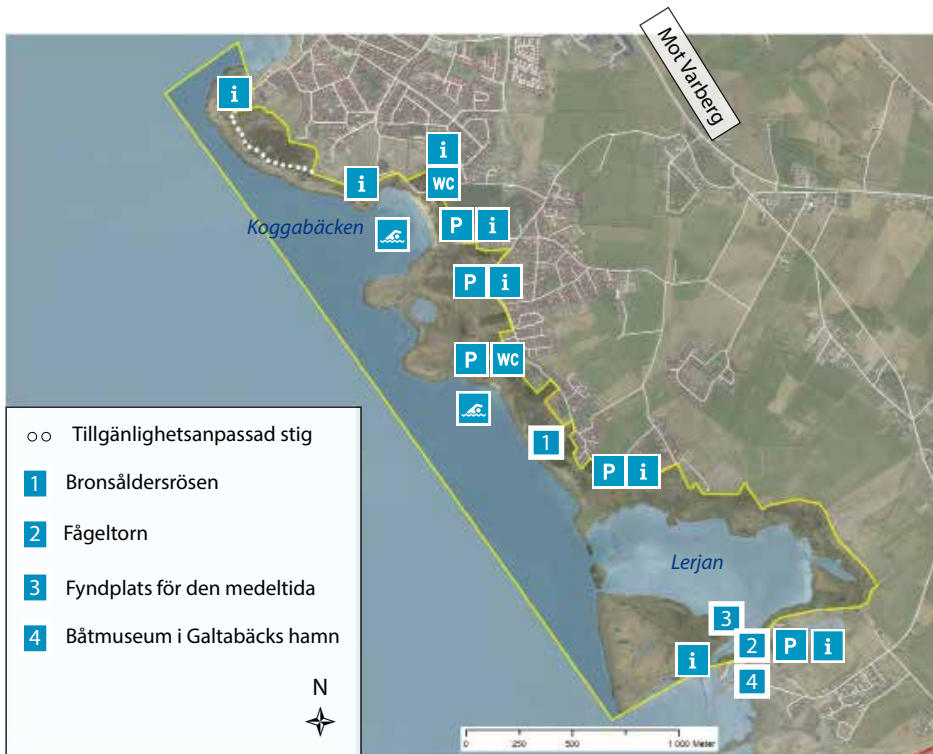 Mot Varberg
i
i
WC
i
Koggabäcken
P i
P i
P WC
1
P i
Lerjan
3
2 P i
i
4
oo Tillgänlighetsanpassad stig
1 Bronsåldersrösen
2 Fågeltorn
3 Fyndplats för den medeltida
4 Båtmuseum i Galtabäcks hamn
N
0 250 500 1 000 Meter